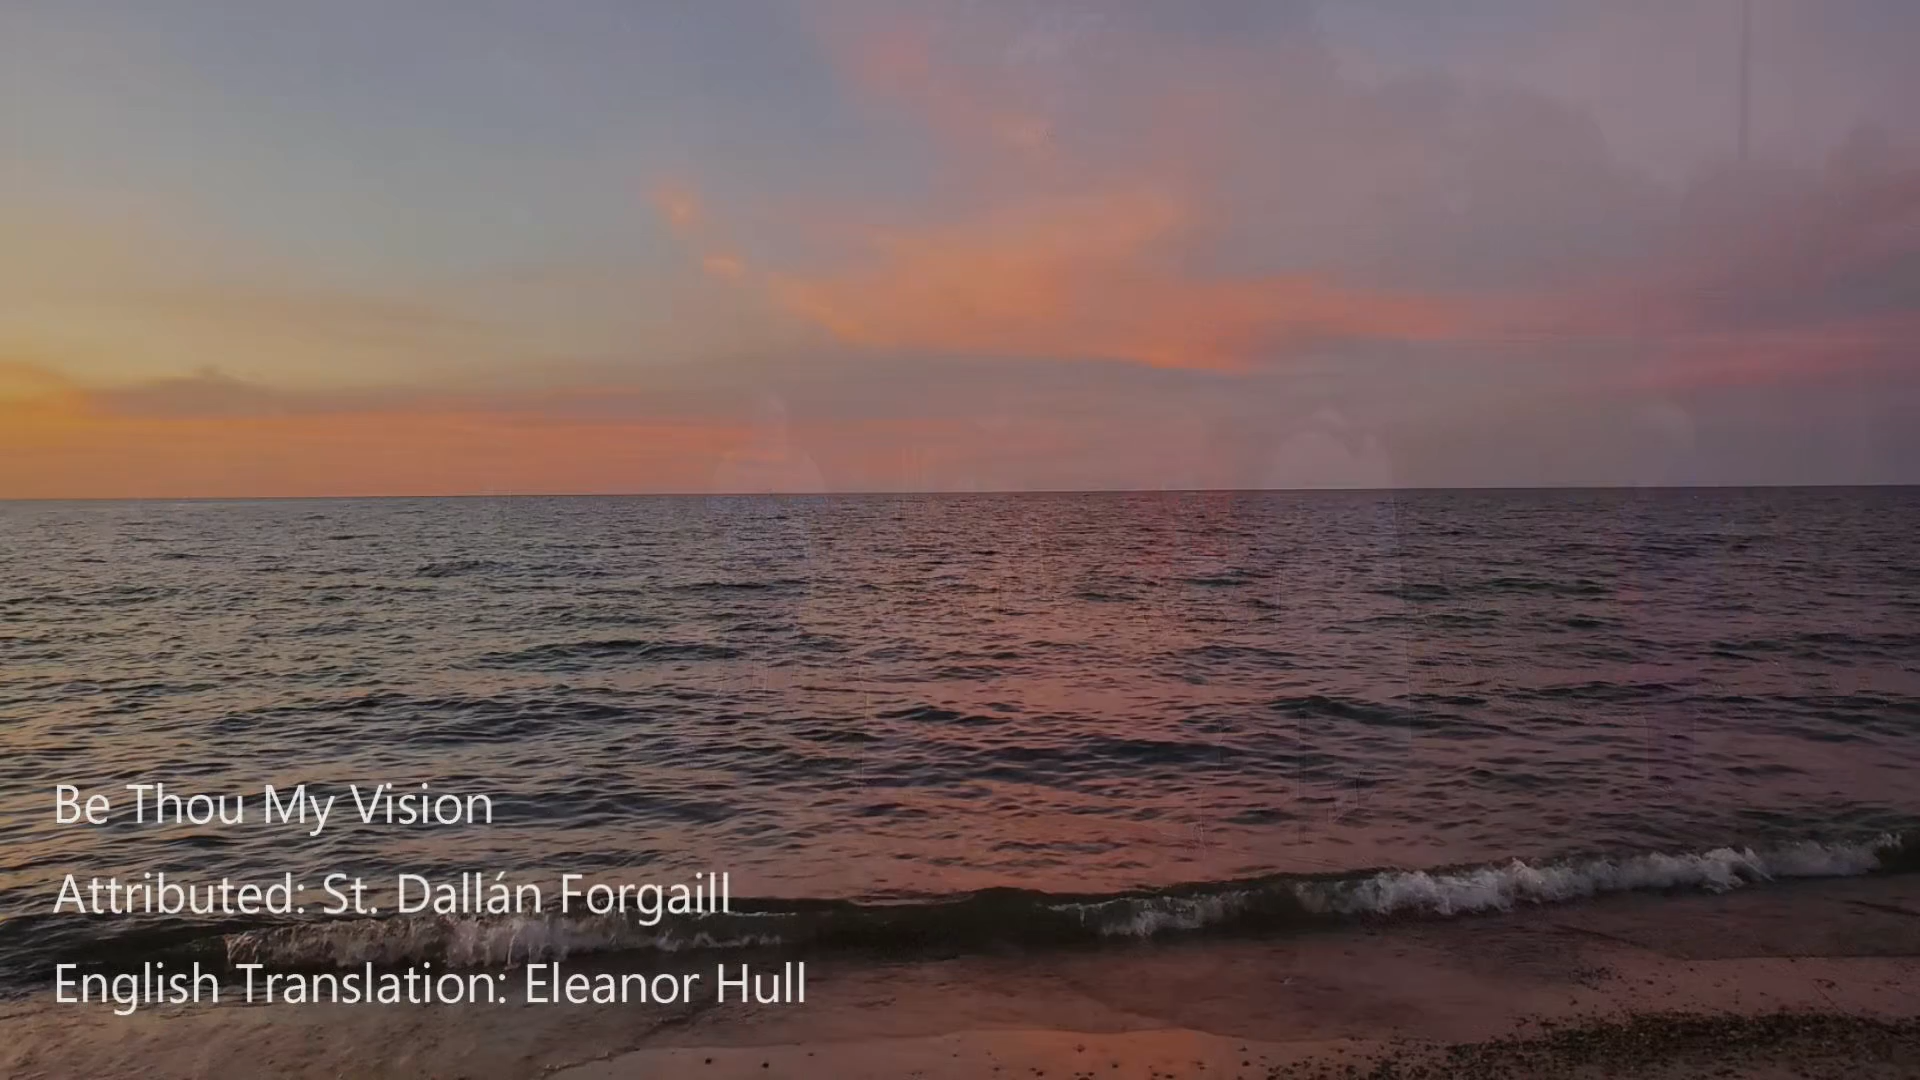 Be Thou My Vision
Attributed: St. Dallán Forgaill
English Translation: Eleanor Hull